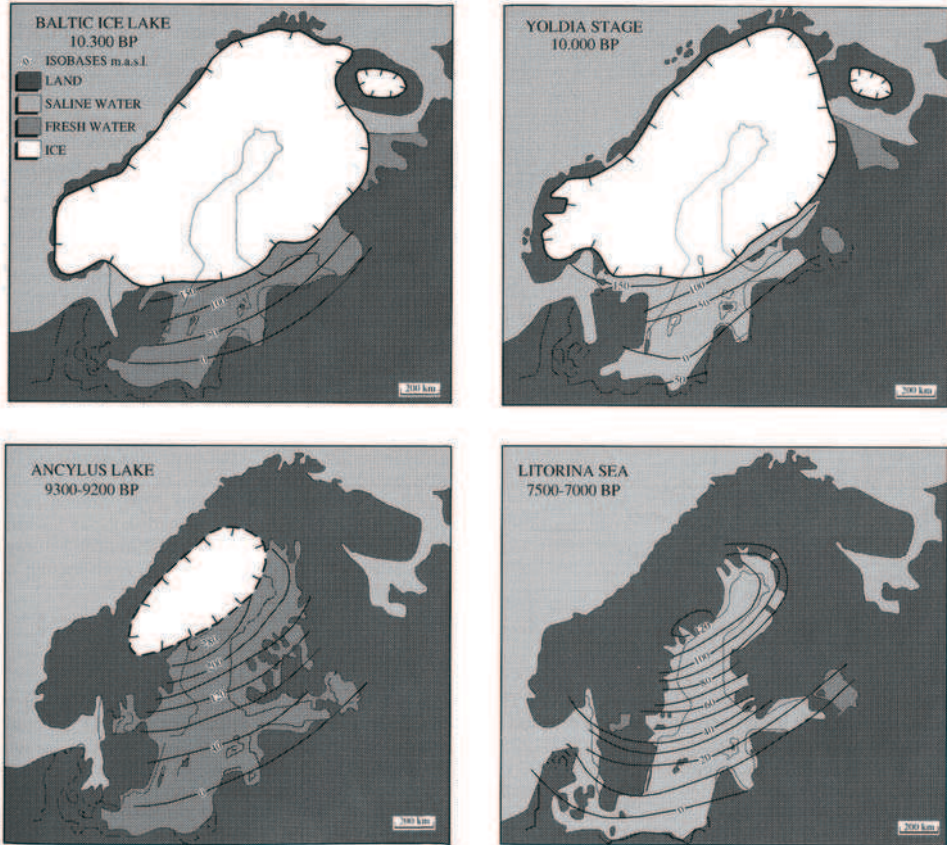 BALTIC ICE LAKE
10.300 BP
0 ISOBASES m.a.s.l.
LAND
SALINE WATER
FRESH WATER
ICE
150
100
50
200 km
YOLDIA STAGE
10.000 BP
150
100
50
0
50
200 km
ANCYLUS LAKE
9300-9200 BP
200
120
40
200 km
LITORINA SEA
7500-7000 BP
120
100
80
60
40
20
0
200 km